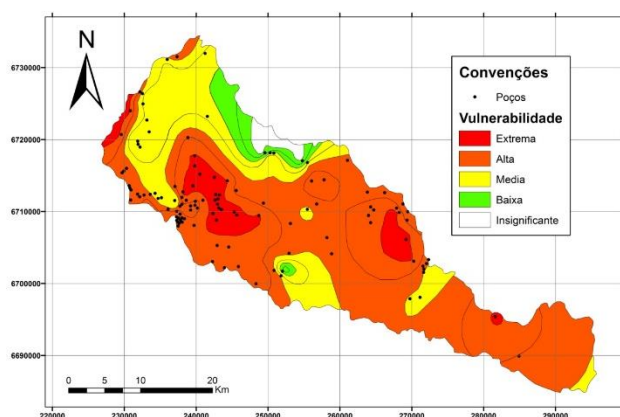 N
Convenções
Poços
Vulnerabilidade
Extrema
Alta
Media
Baixa
Insignificante
6730000
6720000
6710000
6700000
6690000
0 5 10 20
Km
220000 230000 240000 250000 260000 270000 280000 290000